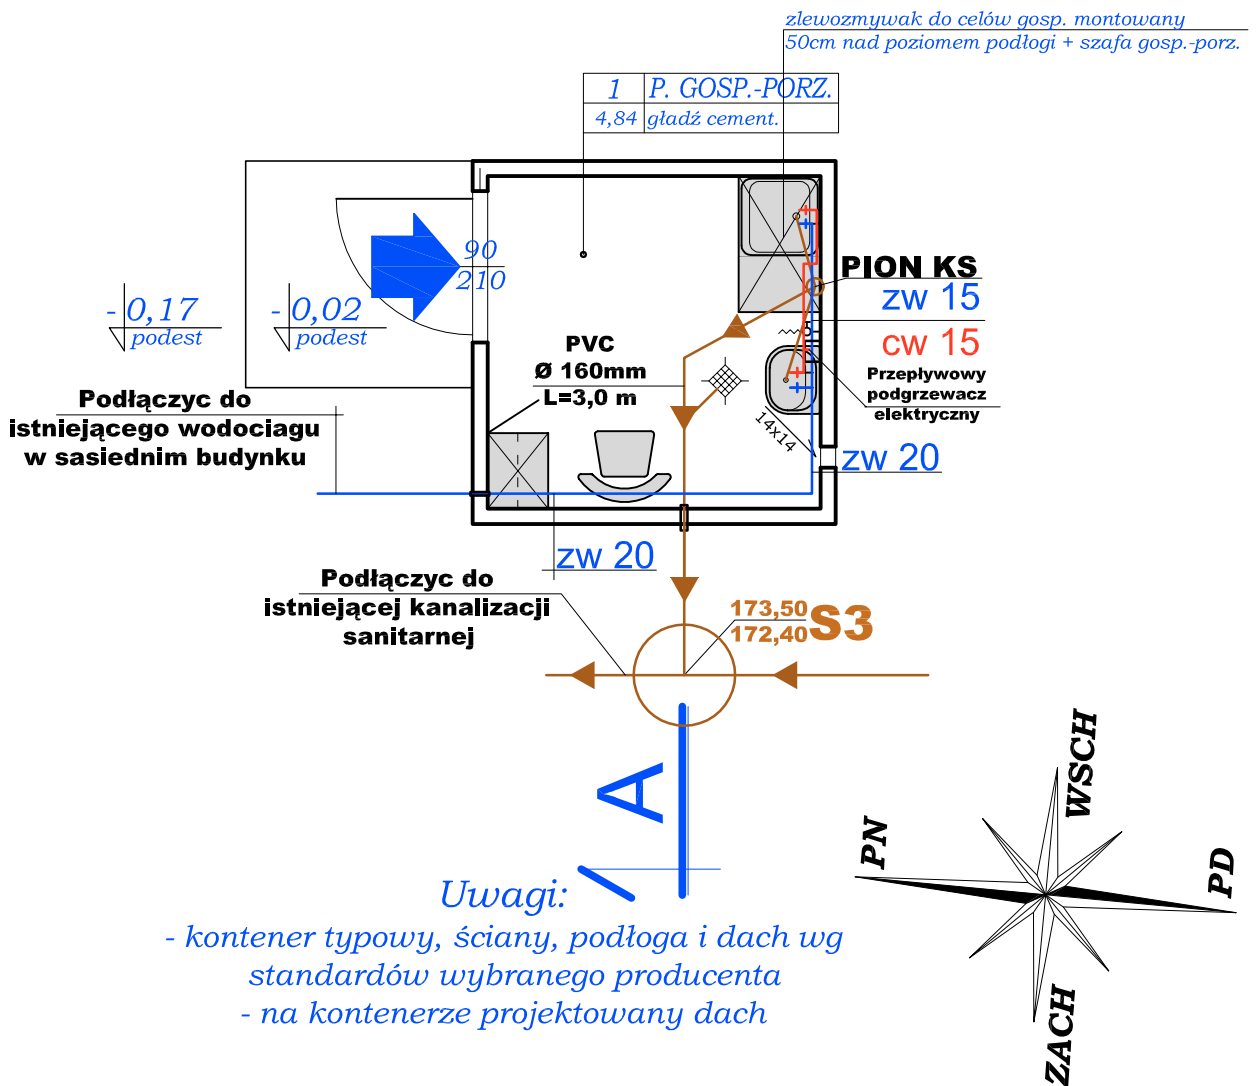 zlewozmywak do celów gosp. montowany
50cm nad poziomem podłogi + szafa gosp.-porz.
1 P. GOSP.-PORZ.
4,84 gładź cement.
90
210
PION KS
zw 15
cw 15
Przepływowy
podgrzewacz
elektryczny
-0,17
podest
-0,02
podest
PVC
Ø 160mm
L=3,0 m
Podłączyc do
istniejącego wodociagu
w sasiednim budynku
14x14
zw 20
zw 20
Podłączyc do
istniejącej kanalizacji
sanitarnej
173,50
172,40
S3
A
Uwagi:
- kontener typowy, ściany, podłoga i dach wg
standardów wybranego producenta
- na kontenerze projektowany dach
WSCH
PN
PD
ZACH